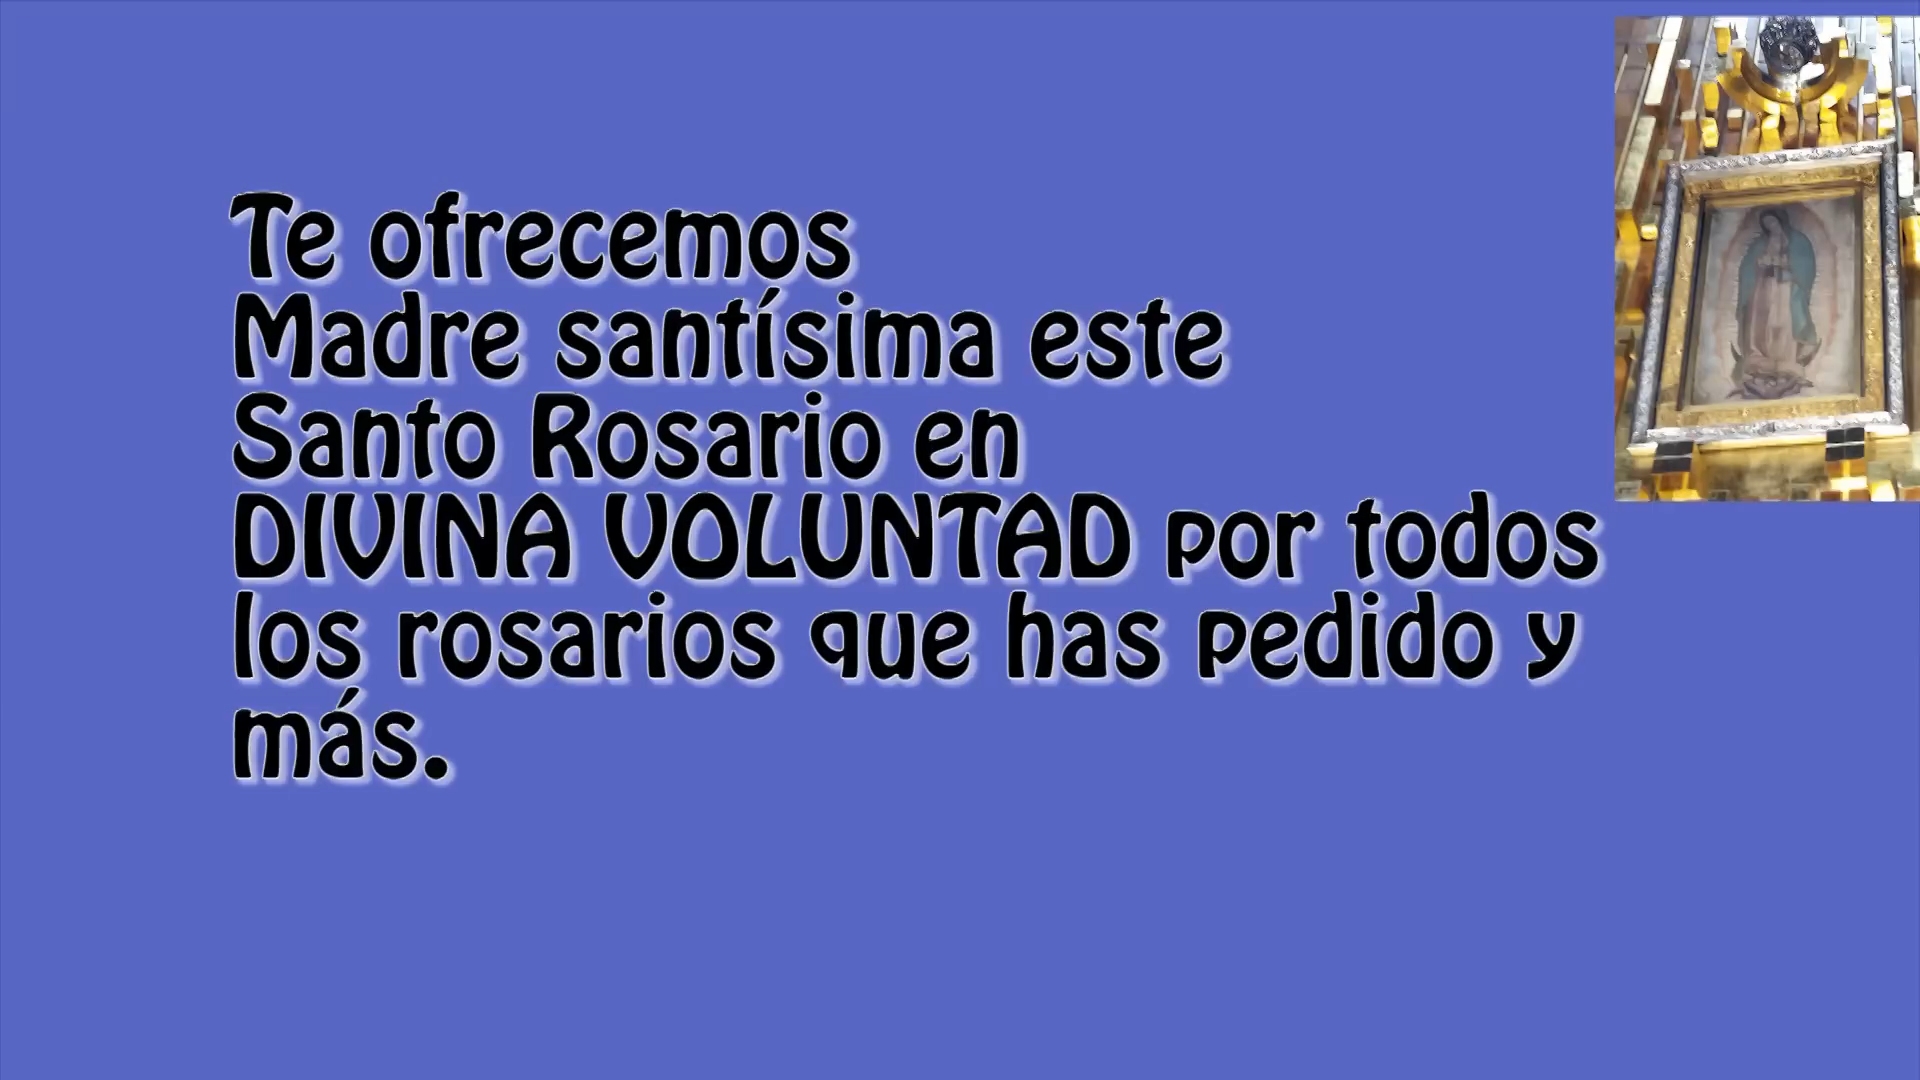 Te ofrecemos
Madre santísima este
Santo Rosario en
DIVINA VOLUNTAD por todos
los rosarios que has pedido y
más.